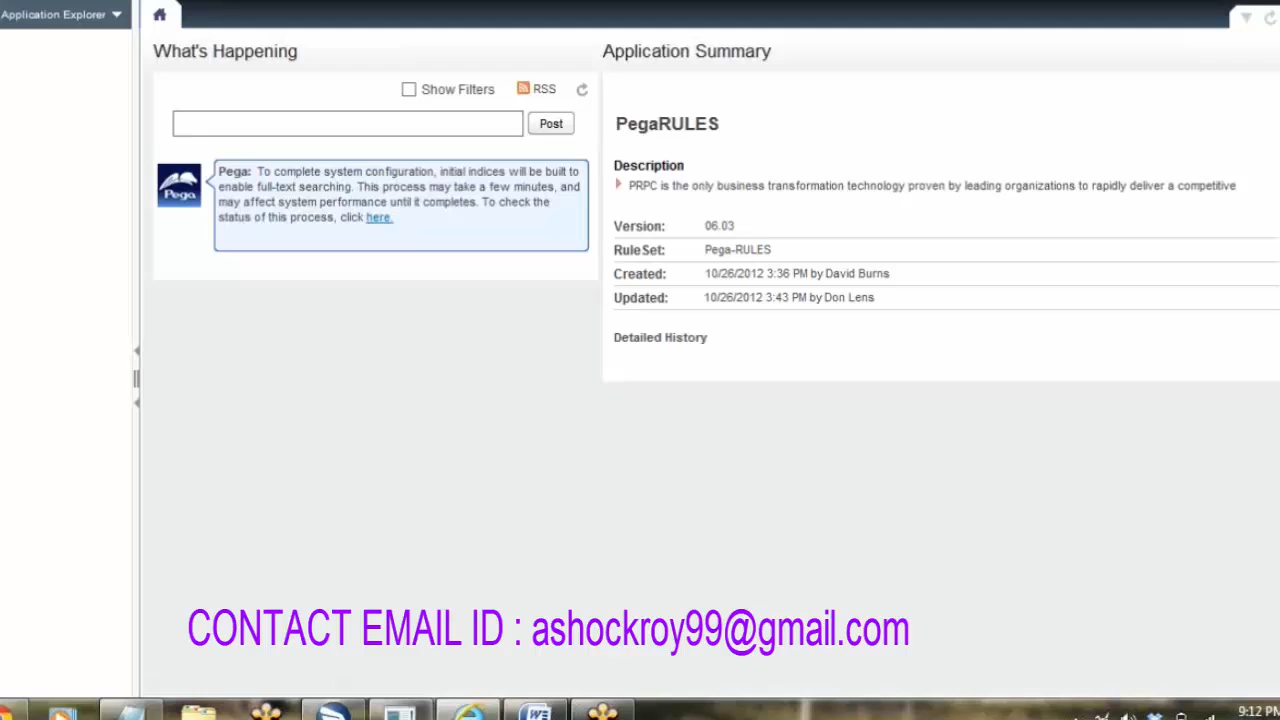 Application Explorer
What's Happening
Application Summary
Show Filters
RSS
Post
PegaRULES
Description
PRPC is the only business transformation technology proven by leading organizations to rapidly deliver a competitive
Pega
Pega: To complete system configuration, initial indices will be built to
enable full-text searching. This process may take a few minutes, and
may affect system performance until it completes. To check the
status of this process, click here.
Version: 06.03
RuleSet: Pega-RULES
Created: 10/26/2012 3:36 PM by David Burns
Updated: 10/26/2012 3:43 PM by Don Lens
Detailed History
CONTACT EMAIL ID : ashockroy99@gmail.com
9:12 PM